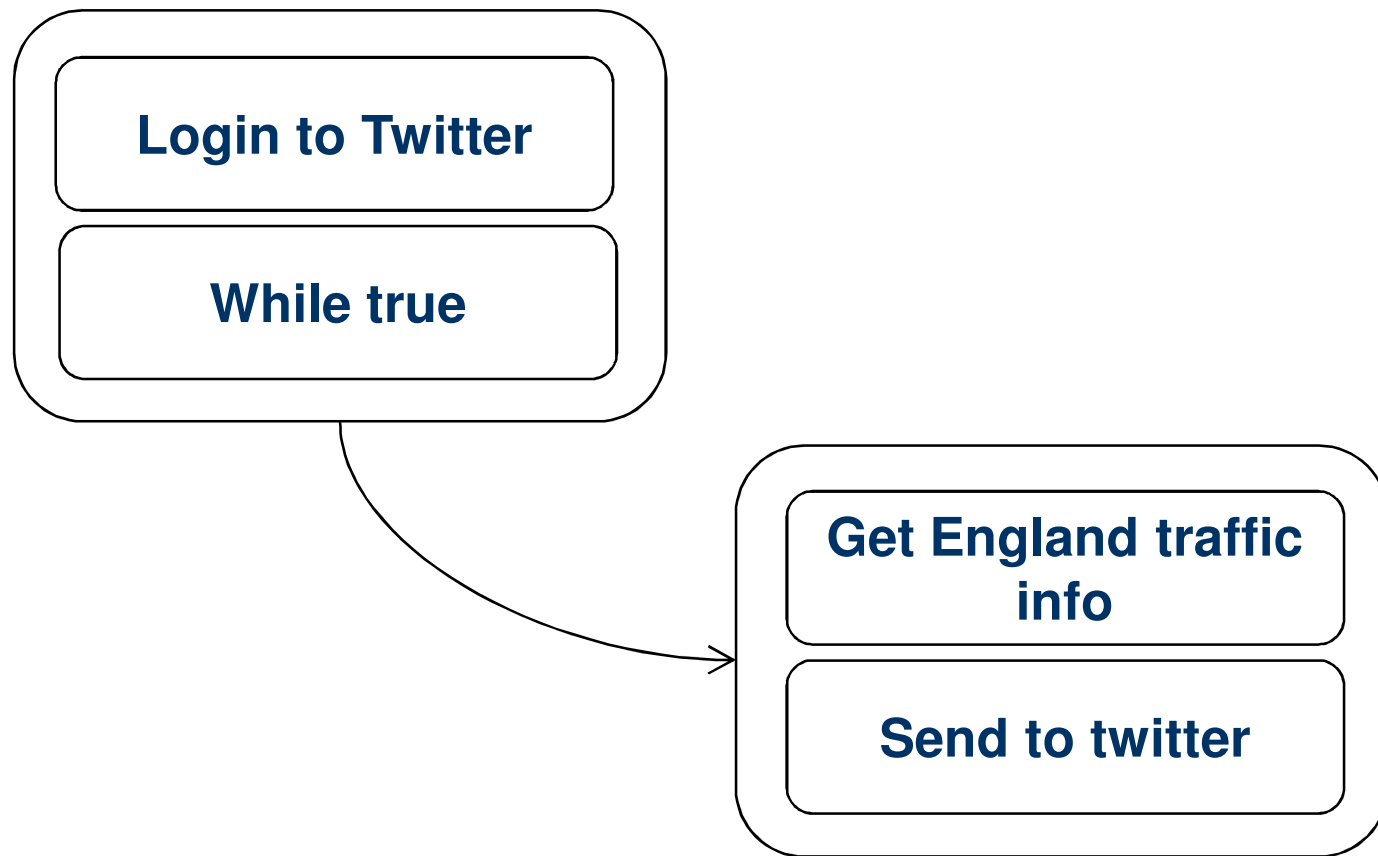 Login to Twitter
While true
Get England traffic
info
Send to twitter